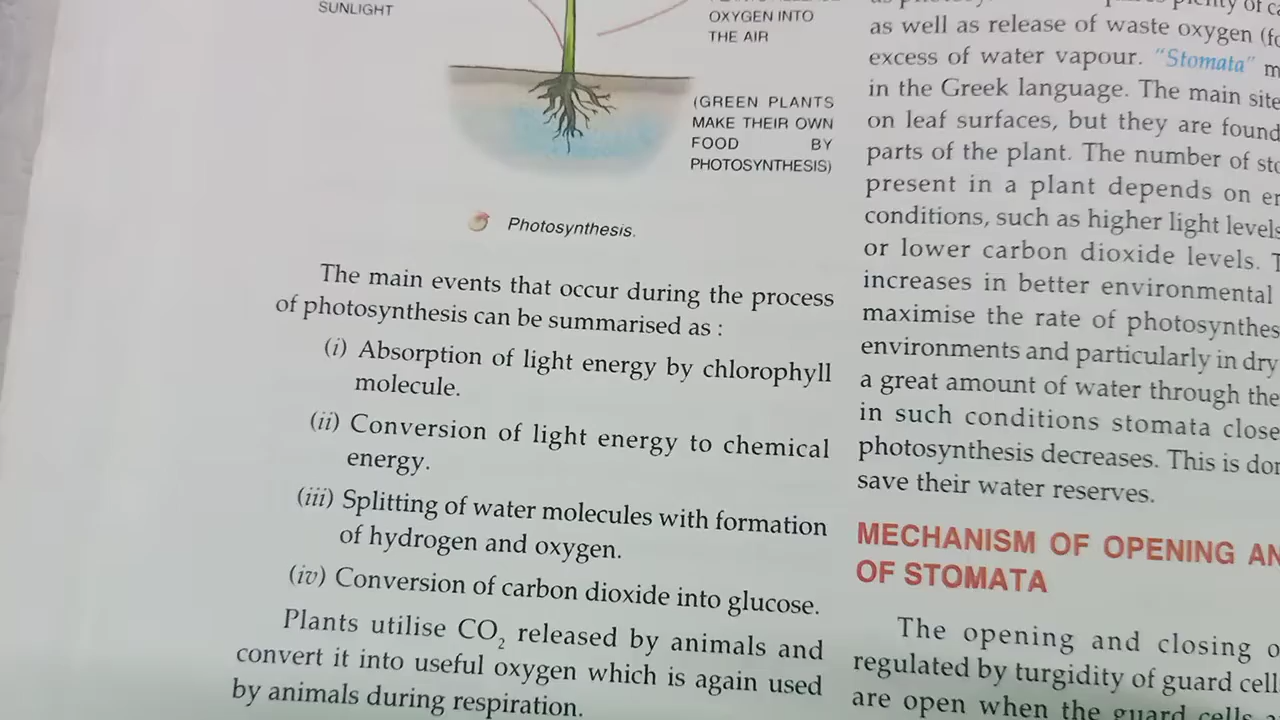 SUNLIGHT
OXYGEN INTO
THE AIR
(GREEN PLANTS
MAKE THEIR OWN
FOOD BY
PHOTOSYNTHESIS)
Photosynthesis.
The main events that occur during the process
of photosynthesis can be summarised as :
(i) Absorption of light energy by chlorophyll
molecule.
(ii) Conversion of light energy to chemical
energy.
(iii) Splitting of water molecules with formation
of hydrogen and oxygen.
(iv) Conversion of carbon dioxide into glucose.
Plants utilise CO₂ released by animals and
convert it into useful oxygen which is again used
by animals during respiration.
as well as release of waste oxygen
excess of water vapour. "Stomata"
in the Greek language. The main site
on leaf surfaces, but they are found
parts of the plant. The number of
present in a plant depends on
conditions, such as higher light levels
or lower carbon dioxide levels.
increases in better environmental
maximise the rate of
environments and particularly in dry
a great amount of water through the
in such conditions stomata close
photosynthesis decreases. This is
save their water reserves.
MECHANISM OF OPENING
OF STOMATA
The opening and closing
regulated by turgidity of guard
are open when the guard cells